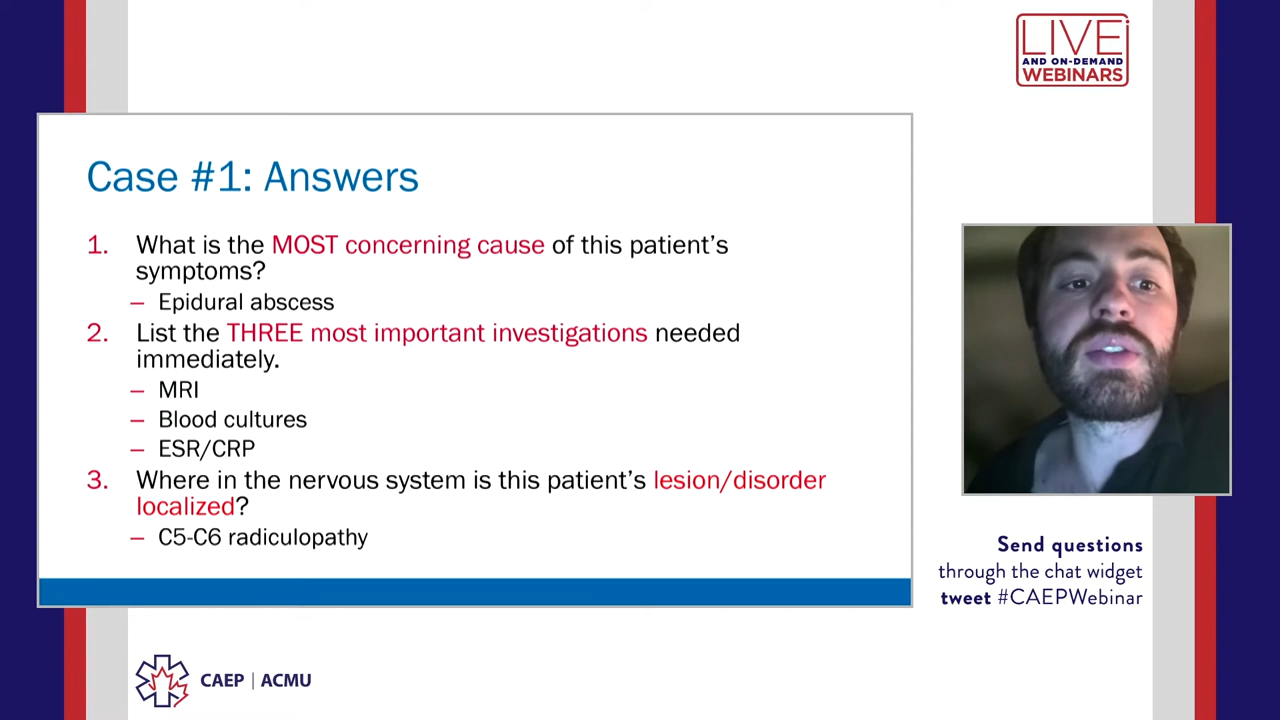 LIVE
AND ON-DEMAND
WEBINARS
Case #1: Answers
1. What is the MOST concerning cause of this patient's
symptoms?
– Epidural abscess
2. List the THREE most important investigations needed
immediately.
– MRI
– Blood cultures
– ESR/CRP
3. Where in the nervous system is this patient's lesion/disorder
localized?
– C5-C6 radiculopathy
Send questions
through the chat widget
tweet #CAEPWebinar
CAEP | ACMU